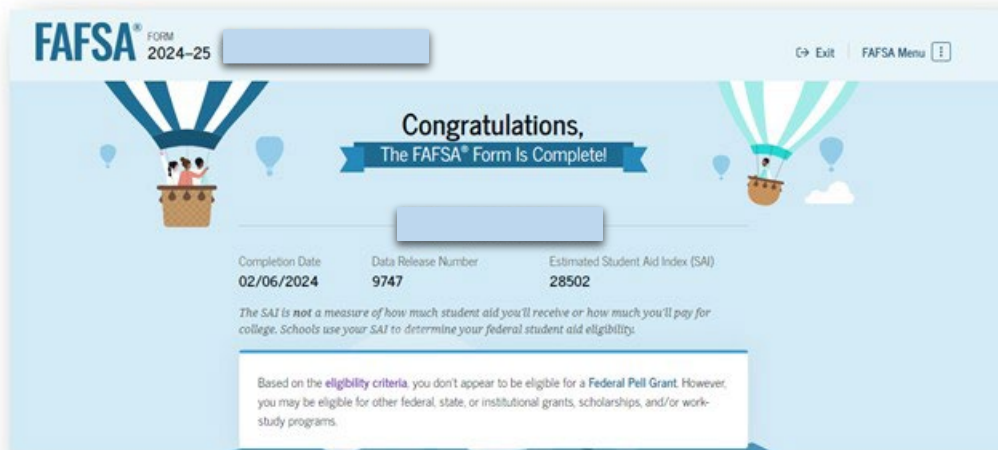 FAFSA® FORM 2024–25
Exit FAFSA Menu
Congratulations,
The FAFSA® Form Is Complete!
Completion Date Data Release Number Estimated Student Aid Index (SAI)
02/06/2024 9747 28502
The SAI is not a measure of how much student aid you'll receive or how much you'll pay for
college. Schools use your SAI to determine your federal student aid eligibility.
Based on the eligibility criteria, you don't appear to be eligible for a Federal Pell Grant. However,
you may be eligible for other federal, state, or institutional grants, scholarships, and/or work-
study programs.